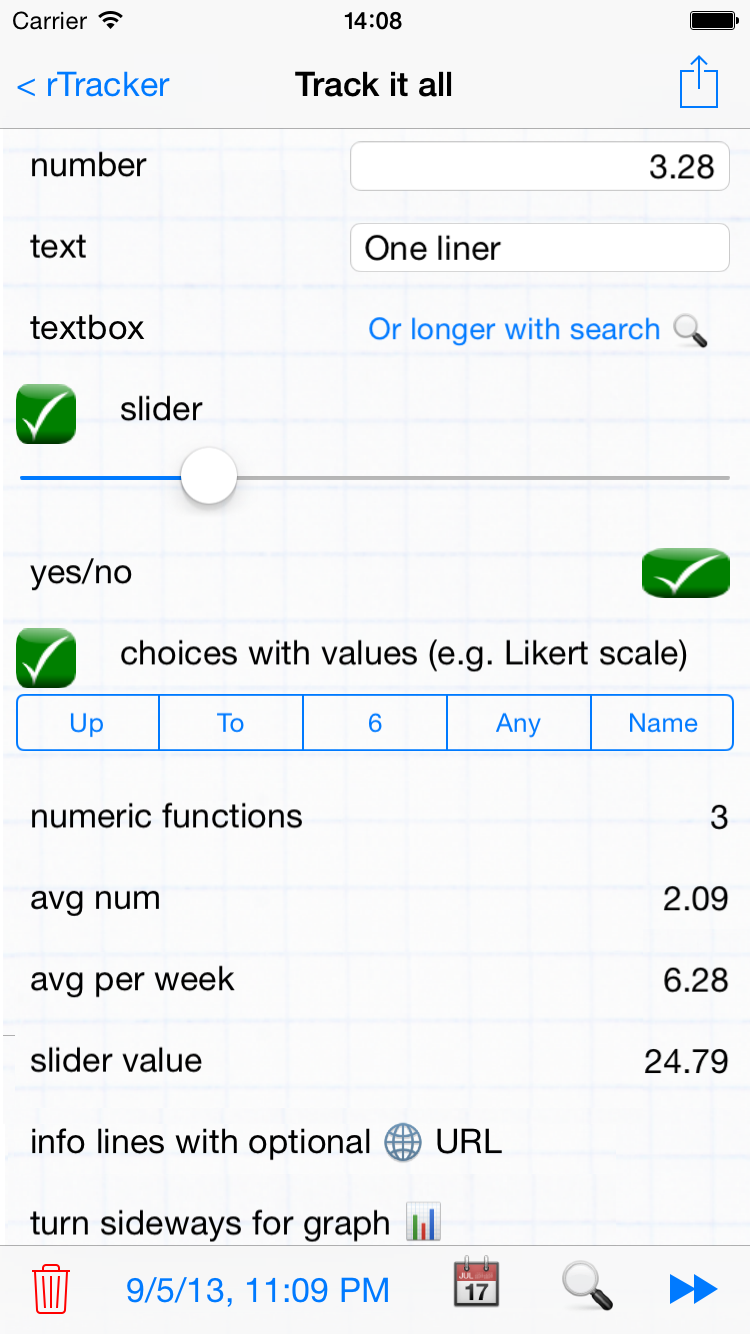 Carrier 14:08
< rTracker Track it all
number 3.28
text One liner
textbox Or longer with search
slider
yes/no
choices with values (e.g. Likert scale)
Up To 6 Any Name
numeric functions 3
avg num 2.09
avg per week 6.28
slider value 24.79
info lines with optional URL
turn sideways for graph
9/5/13, 11:09 PM JUL 17